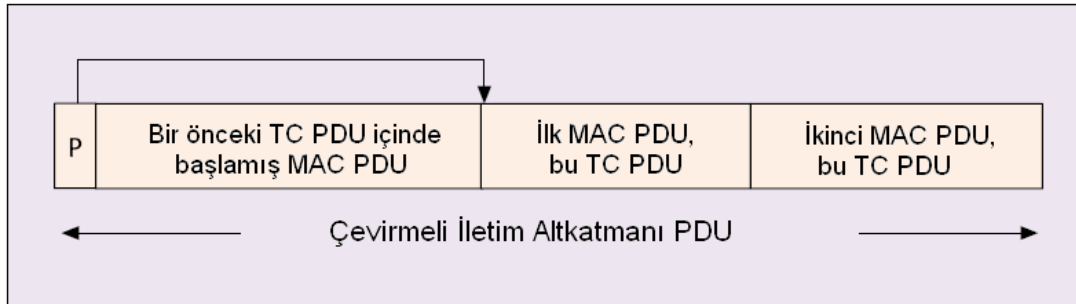 P
Bir önceki TC PDU içinde
başlamış MAC PDU
İlk MAC PDU,
bu TC PDU
İkinci MAC PDU,
bu TC PDU
Çevirmeli İletim Altkatmanı PDU